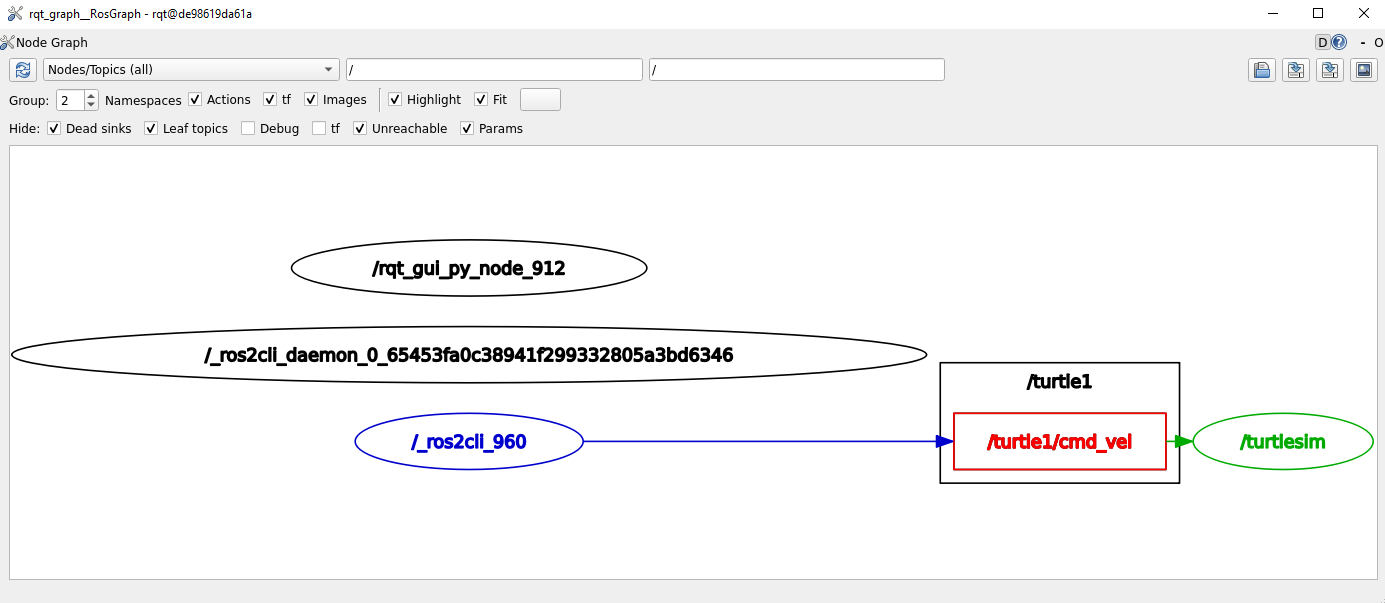 rqt_graph__RosGraph - rqt@de98619da61a
Node Graph
D ? - O
Nodes/Topics (all) / /
Group: 2 Namespaces Actions tf Images Highlight Fit
Hide: Dead sinks Leaf topics Debug tf Unreachable Params
/rqt_gui_py_node_912
/_ros2cli_daemon_0_65453fa0c38941f299332805a3bd6346
/turtle1
/_ros2cli_960 /turtle1/cmd_vel /turtlesim